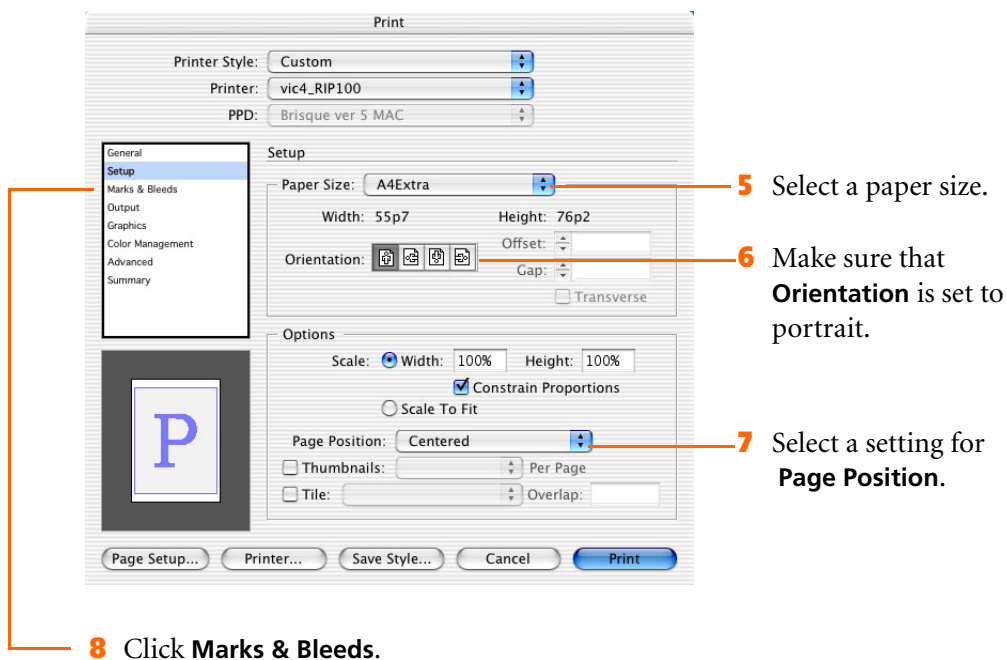 Print
Printer Style: Custom
Printer: vic4_RIP100
PPD: Brisque ver 5 MAC
General
Setup
Marks & Bleeds
Output
Graphics
Color Management
Advanced
Summary
Setup
Paper Size: A4Extra
Width: 55p7 Height: 76p2
Orientation:
Offset:
Gap:
Transverse
Options
Scale: Width: 100% Height: 100%
Constrain Proportions
Scale To Fit
Page Position: Centered
Thumbnails: Per Page
Tile: Overlap:
P
Page Setup... Printer... Save Style... Cancel Print
5 Select a paper size.
6 Make sure that
Orientation is set to
portrait.
7 Select a setting for
Page Position.
8 Click Marks & Bleeds.